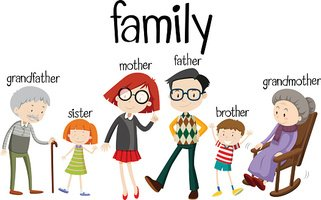 family
grandfather
sister
mother
father
brother
grandmother